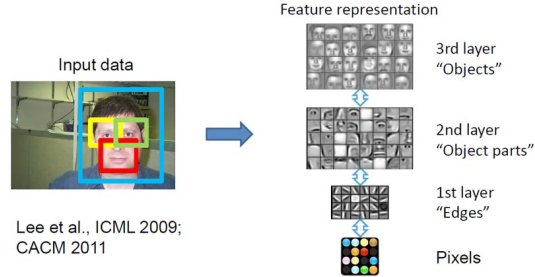 Feature representation
Input data
3rd layer
"Objects"
2nd layer
"Object parts"
1st layer
"Edges"
Pixels
Lee et al., ICML 2009;
CACM 2011